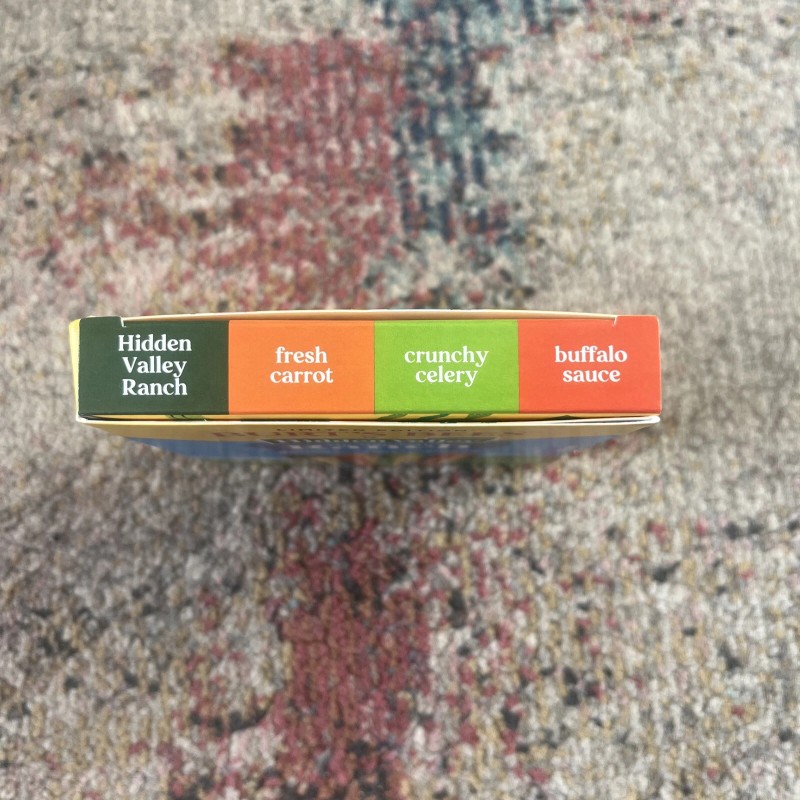 Hidden
Valley
Ranch
fresh
carrot
crunchy
celery
buffalo
sauce